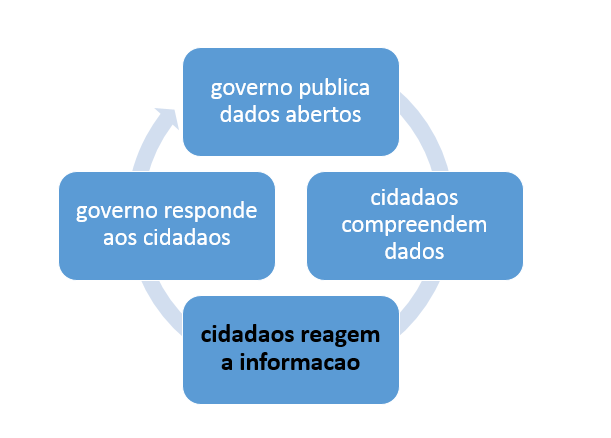 governo publica
dados abertos
cidadaos
compreendem
dados
cidadaos reagem
a informacao
governo responde
aos cidadaos